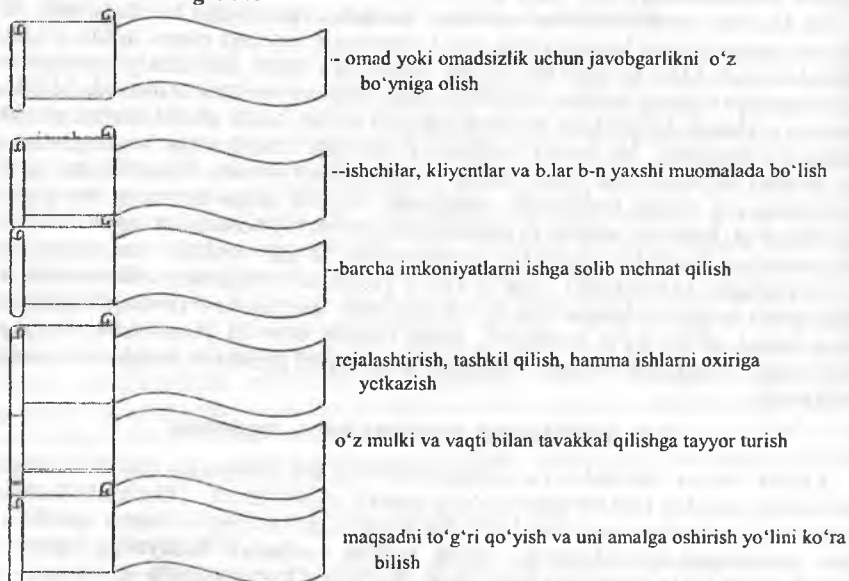 - omad yoki omadsizlik uchun javobgarlikni o‘z
bo‘yniga olish
--ishchilar, kliyentlar va b.lar b-n yaxshi muomalada bo‘lish
--barcha imkoniyatlarni ishga solib mehnat qilish
rejalashtirish, tashkil qilish, hamma ishlarni oxiriga
yetkazish
o‘z mulki va vaqti bilan tavakkal qilishga tayyor turish
maqsadni to‘g‘ri qo‘yish va uni amalga oshirish yo‘lini ko‘ra
bilish